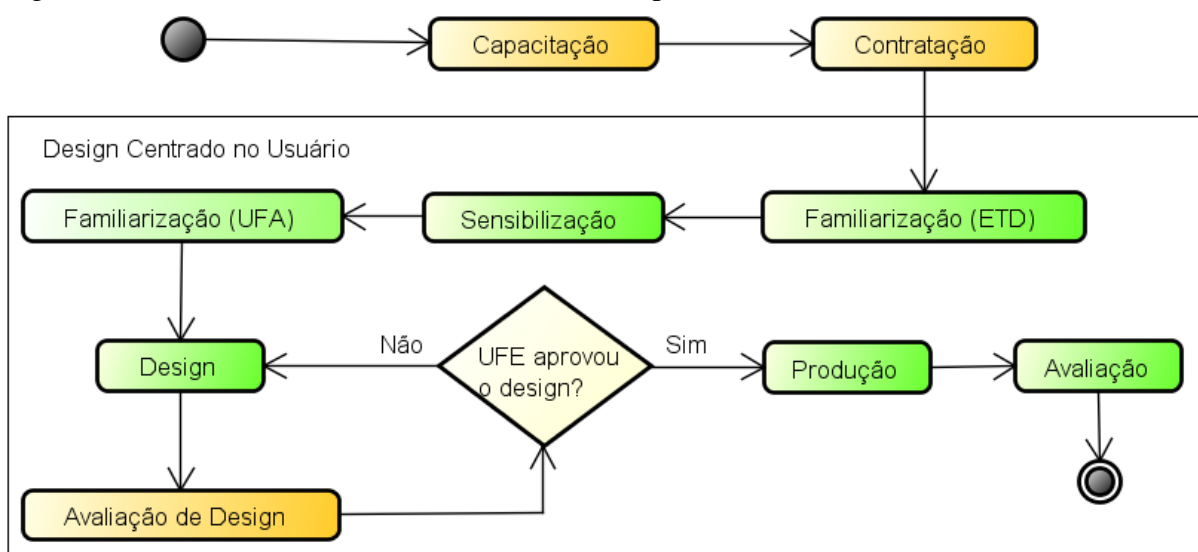 Capacitação
Contratação
Design Centrado no Usuário
Familiarização (UFA)
Sensibilização
Familiarização (ETD)
Design
Não
UFE aprovou
o design?
Sim
Produção
Avaliação
Avaliação de Design